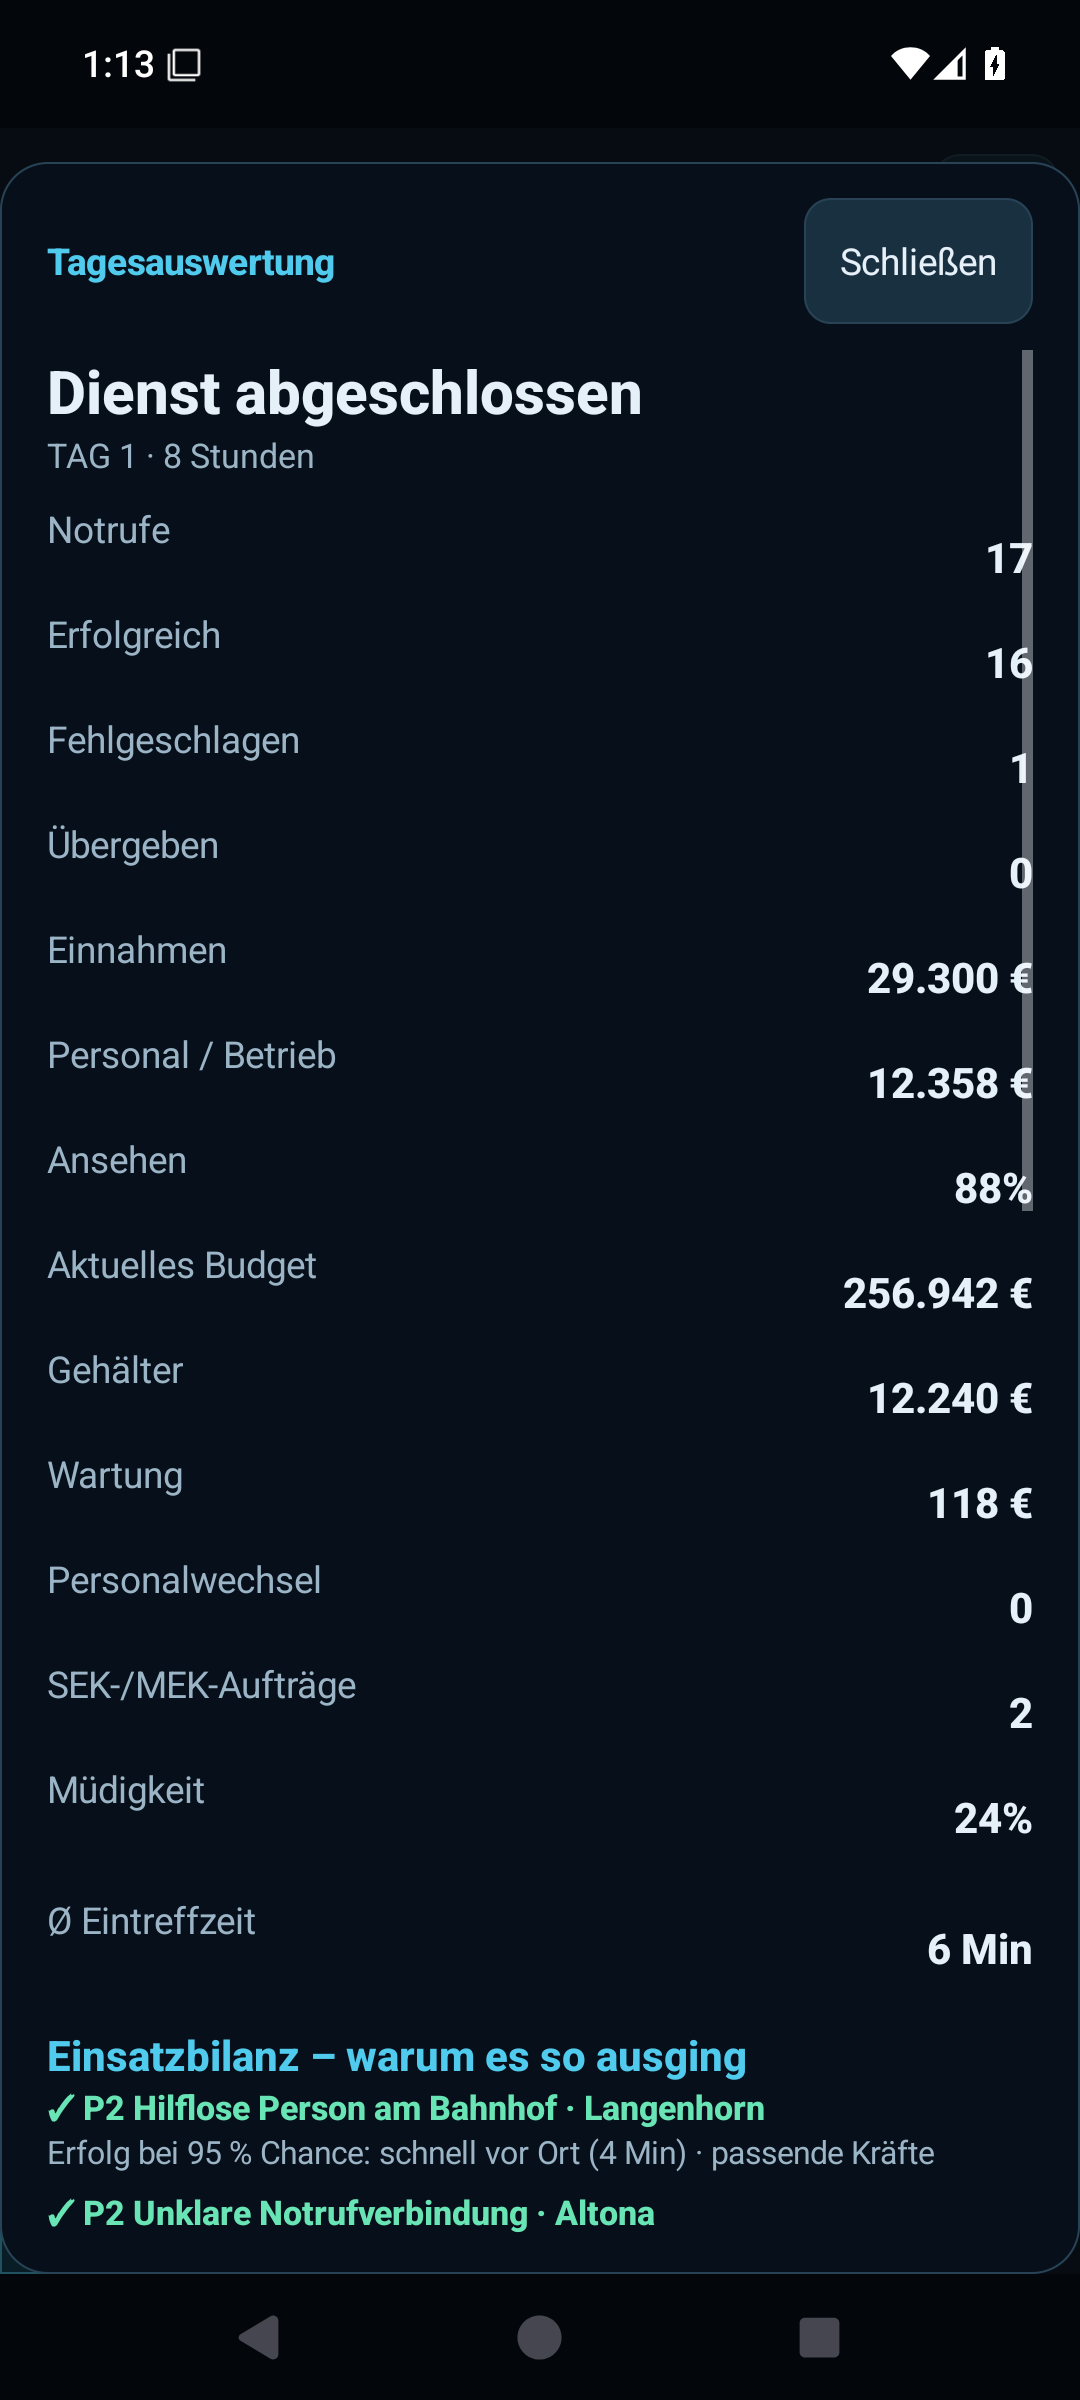 1:13
Tagesauswertung
Schließen
Dienst abgeschlossen
TAG 1 · 8 Stunden
Notrufe
17
Erfolgreich
16
Fehlgeschlagen
1
Übergeben
0
Einnahmen
29.300 €
Personal / Betrieb
12.358 €
Ansehen
88%
Aktuelles Budget
256.942 €
Gehälter
12.240 €
Wartung
118 €
Personalwechsel
0
SEK-/MEK-Aufträge
2
Müdigkeit
24%
Ø Eintreffzeit
6 Min
Einsatzbilanz – warum es so ausging
✓ P2 Hilflose Person am Bahnhof · Langenhorn
Erfolg bei 95 % Chance: schnell vor Ort (4 Min) · passende Kräfte
✓ P2 Unklare Notrufverbindung · Altona